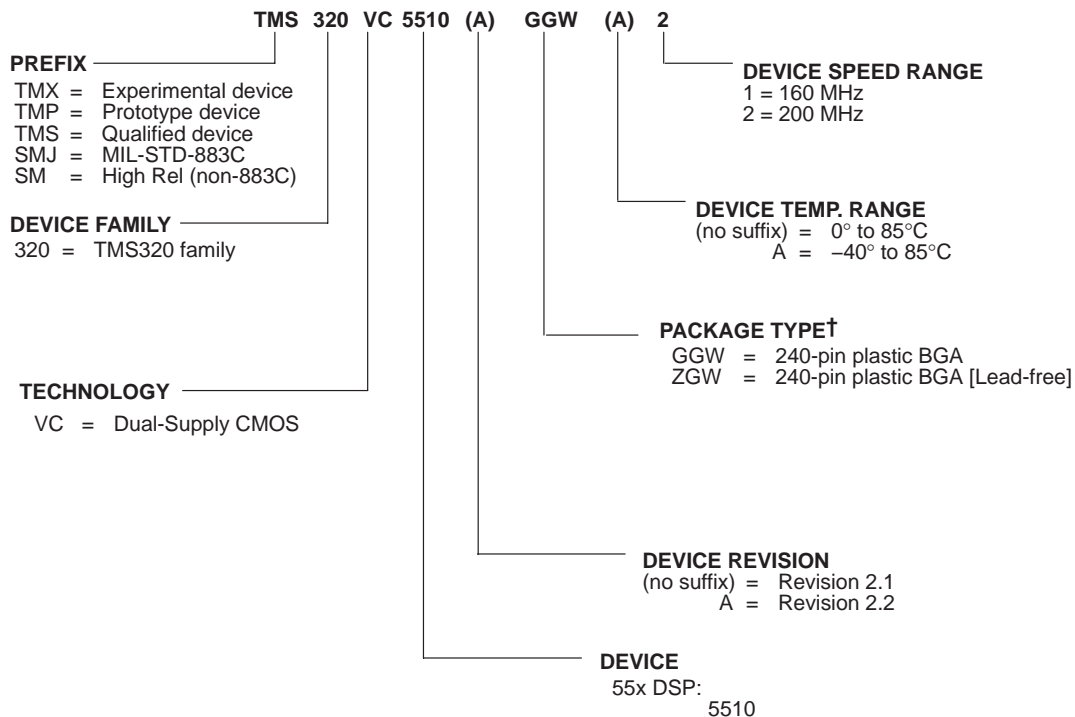 TMS 320 VC 5510 (A) GGW (A) 2
PREFIX
TMX = Experimental device
TMP = Prototype device
TMS = Qualified device
SMJ = MIL-STD-883C
SM = High Rel (non-883C)
DEVICE FAMILY
320 = TMS320 family
TECHNOLOGY
VC = Dual-Supply CMOS
DEVICE SPEED RANGE
1 = 160 MHz
2 = 200 MHz
DEVICE TEMP. RANGE
(no suffix) = 0° to 85°C
A = –40° to 85°C
PACKAGE TYPE†
GGW = 240-pin plastic BGA
ZGW = 240-pin plastic BGA [Lead-free]
DEVICE REVISION
(no suffix) = Revision 2.1
A = Revision 2.2
DEVICE
55x DSP:
5510